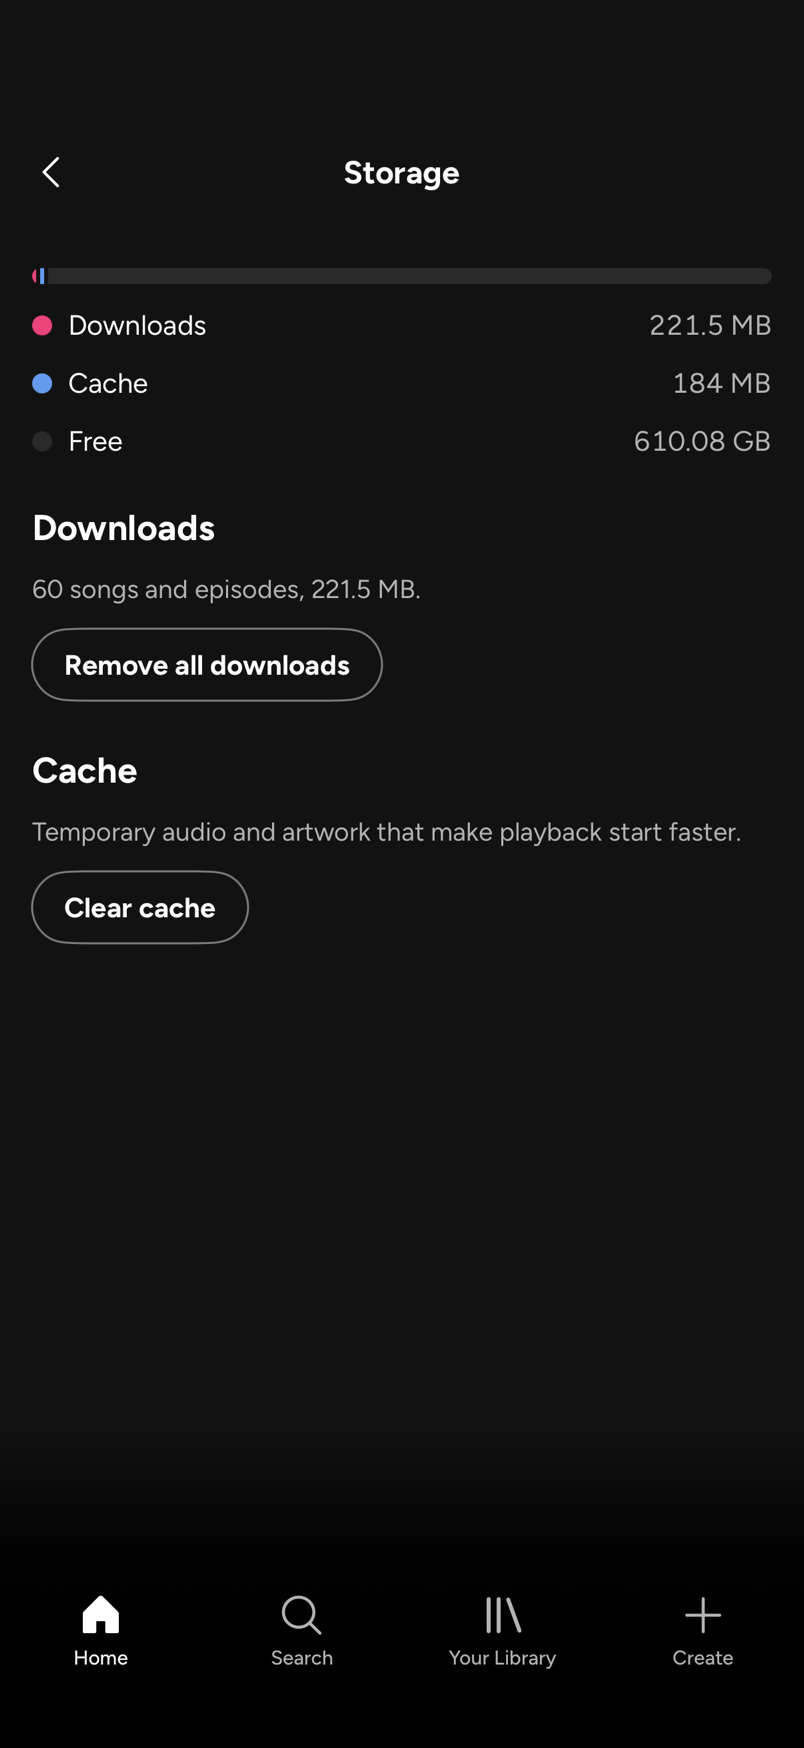 Storage
Downloads 221.5 MB
Cache 184 MB
Free 610.08 GB
Downloads
60 songs and episodes, 221.5 MB.
Remove all downloads
Cache
Temporary audio and artwork that make playback start faster.
Clear cache
Home Search Your Library Create